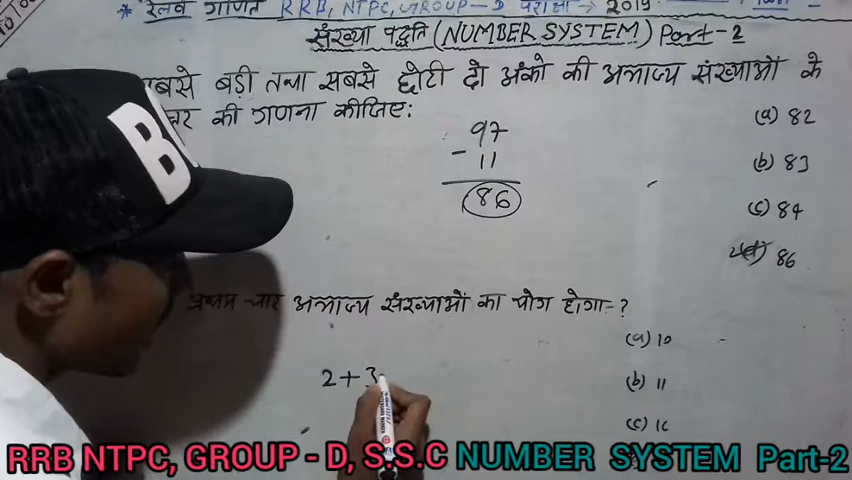 * रेलवे गणित RRB, NTPC, GROUP-D परीक्षा → 2019
संख्या पद्धति (NUMBER SYSTEM) Part-2
सबसे बड़ी तथा सबसे छोटी दो अंको की अभाज्य संख्याओं के
की गणना कीजिए:
97
- 11
86
(a) 82
(b) 83
(c) 84
(d) 86
प्रथम चार अभाज्य संख्याओं का योग होगा-?
(a) 10
(b) 11
(c) 16
2+3
B
RRB NTPC, GROUP - D, S.S.C NUMBER SYSTEM Part-2